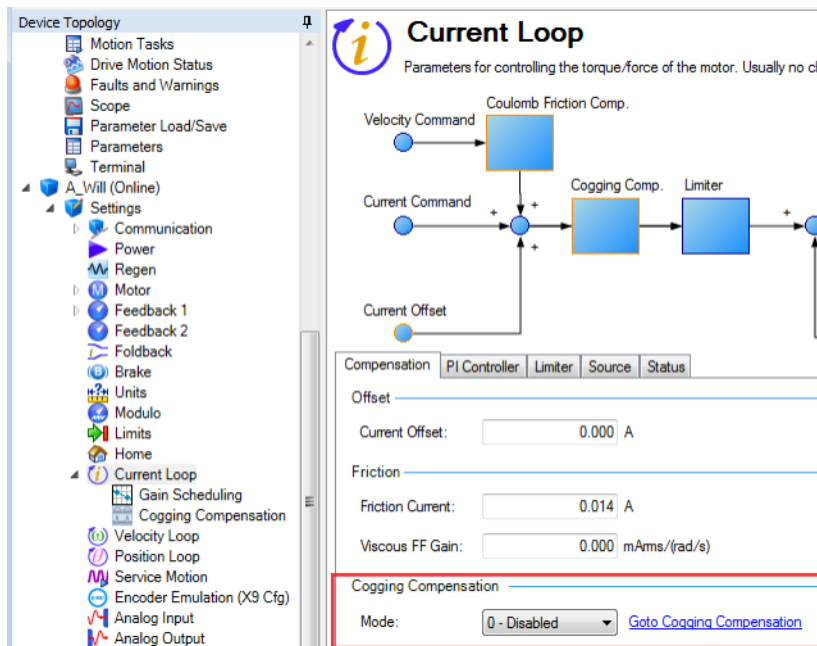 Device Topology
Motion Tasks
Drive Motion Status
Faults and Warnings
Scope
Parameter Load/Save
Parameters
Terminal
A_Will (Online)
Settings
Communication
Power
Regen
Motor
Feedback 1
Feedback 2
Foldback
Brake
Units
Modulo
Limits
Home
Current Loop
Gain Scheduling
Cogging Compensation
Velocity Loop
Position Loop
Service Motion
Encoder Emulation (X9 Cfg)
Analog Input
Analog Output
Current Loop
Parameters for controlling the torque/force of the motor. Usually no
Coulomb Friction Comp.
Velocity Command
Cogging Comp.
Limiter
Current Command
+
+
+
+
Current Offset
Compensation PI Controller Limiter Source Status
Offset
Current Offset: 0.000 A
Friction
Friction Current: 0.014 A
Viscous FF Gain: 0.000 mArms/(rad/s)
Cogging Compensation
Mode: 0 - Disabled Goto Cogging Compensation